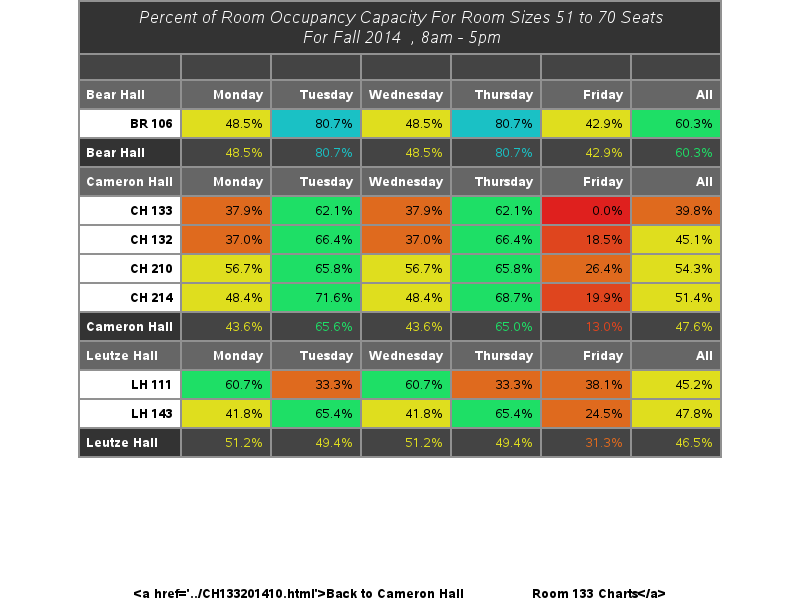 Percent of Room Occupancy Capacity For Room Sizes 51 to 70 Seats
For Fall 2014 , 8am - 5pm
Bear Hall Monday Tuesday Wednesday Thursday Friday All
BR 106 48.5% 80.7% 48.5% 80.7% 42.9% 60.3%
Bear Hall 48.5% 80.7% 48.5% 80.7% 42.9% 60.3%
Cameron Hall Monday Tuesday Wednesday Thursday Friday All
CH 133 37.9% 62.1% 37.9% 62.1% 0.0% 39.8%
CH 132 37.0% 66.4% 37.0% 66.4% 18.5% 45.1%
CH 210 56.7% 65.8% 56.7% 65.8% 26.4% 54.3%
CH 214 48.4% 71.6% 48.4% 68.7% 19.9% 51.4%
Cameron Hall 43.6% 65.6% 43.6% 65.0% 13.0% 47.6%
Leutze Hall Monday Tuesday Wednesday Thursday Friday All
LH 111 60.7% 33.3% 60.7% 33.3% 38.1% 45.2%
LH 143 41.8% 65.4% 41.8% 65.4% 24.5% 47.8%
Leutze Hall 51.2% 49.4% 51.2% 49.4% 31.3% 46.5%
<a href='../CH133201410.html'>Back to Cameron Hall Room 133 Charts</a>